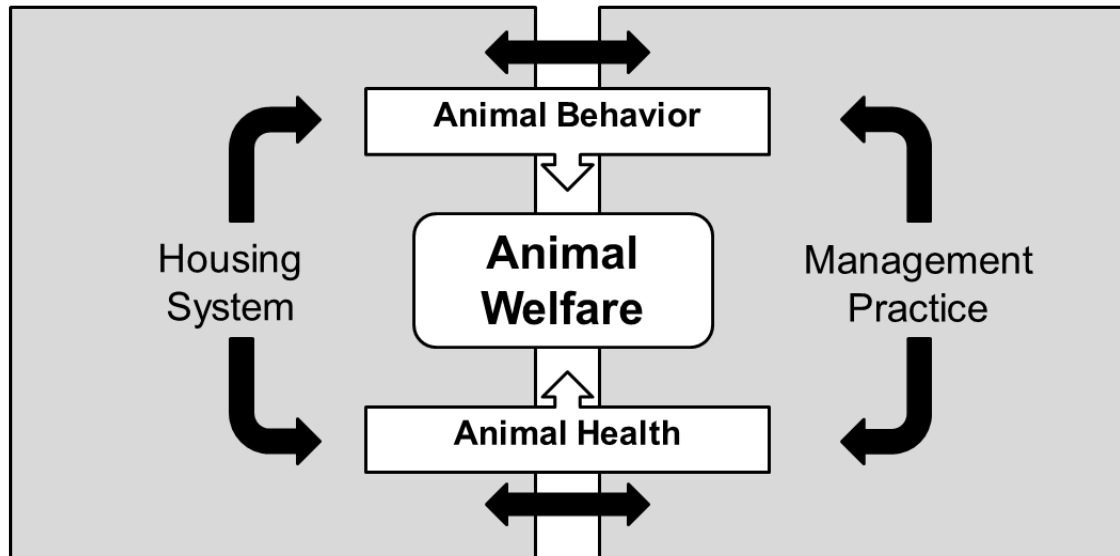 Animal Behavior
Housing
System
Animal
Welfare
Management
Practice
Animal Health